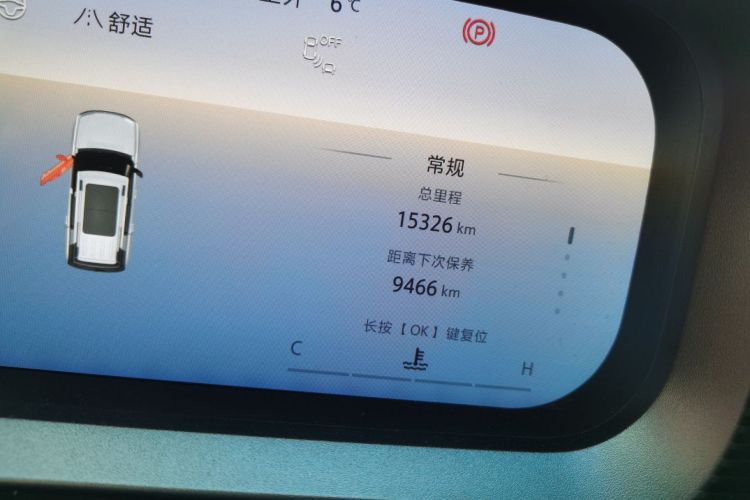 6℃
舒适
OFF
P
常规
总里程
15326 km
距离下次保养
9466 km
长按【OK】键复位
C
H